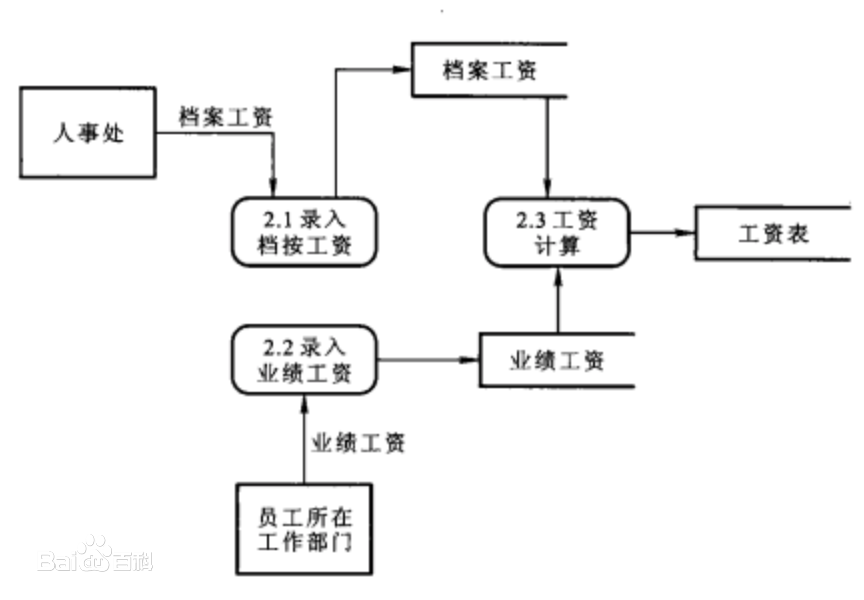 档案工资
人事处
档案工资
2.1 录入
档按工资
2.3 工资
计算
工资表
2.2 录入
业绩工资
业绩工资
业绩工资
员工所在
工作部门
Bai百科